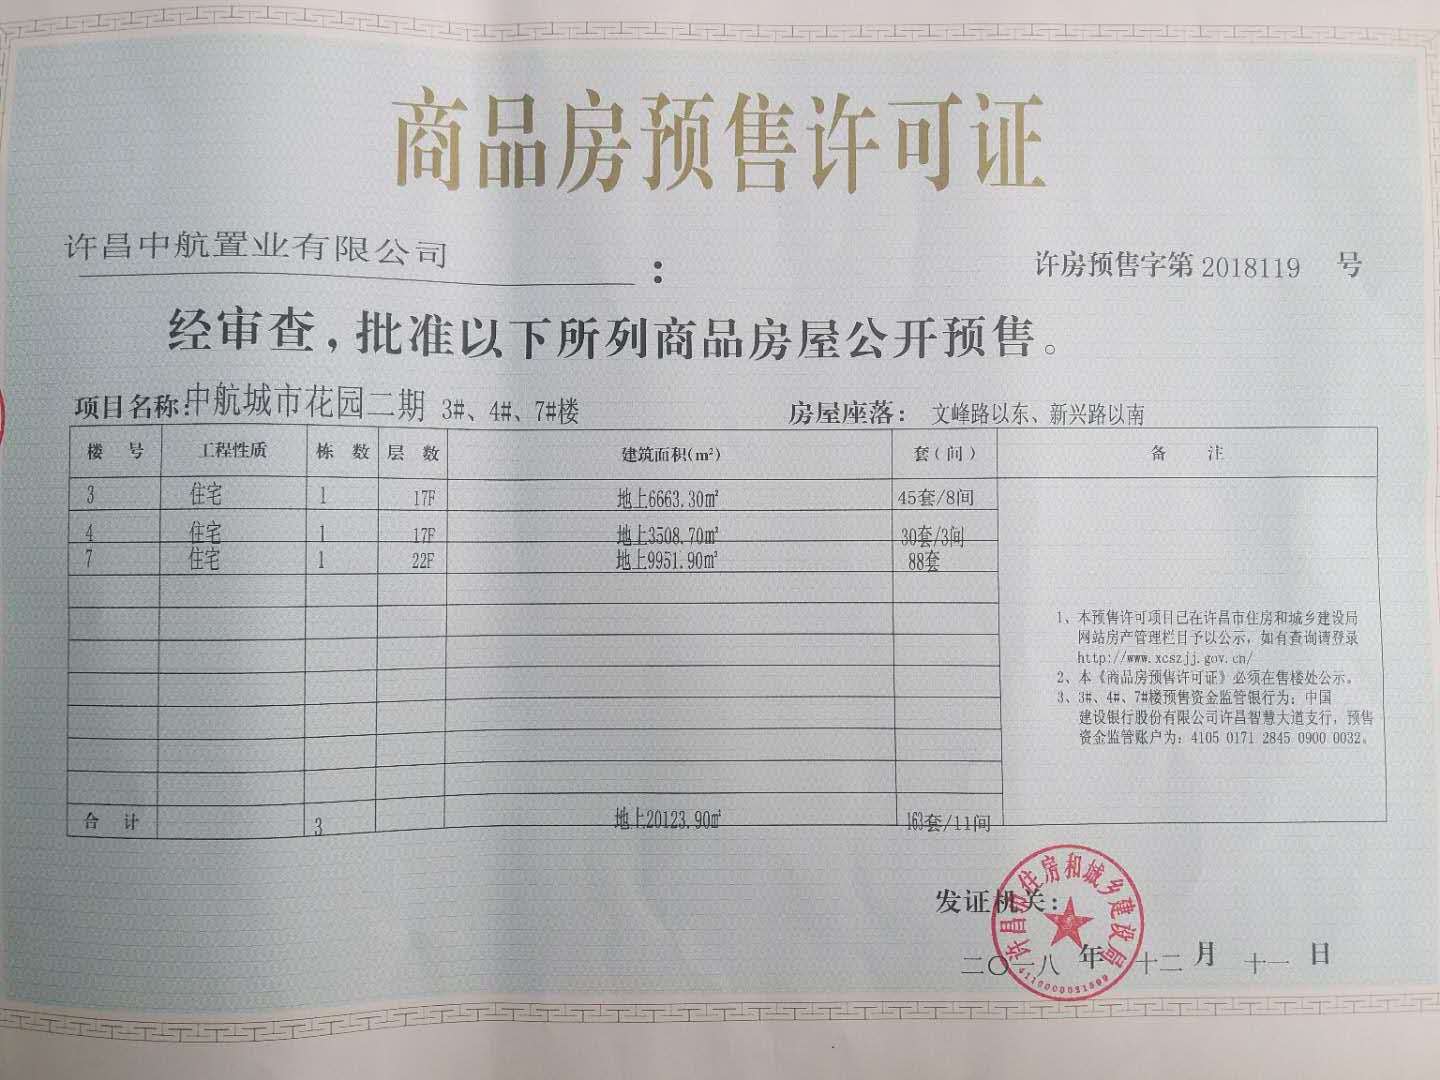 商品房预售许可证
许昌中航置业有限公司：
许房预售字第 2018119 号
经审查,批准以下所列商品房屋公开预售。
项目名称:中航城市花园二期 3#、4#、7#楼
房屋座落： 文峰路以东、新兴路以南
楼号 工程性质 栋数 层数 建筑面积(m²) 套(间) 备注
3 住宅 1 17F 地上6663.30㎡ 45套/8间
4 住宅 1 17F 地上3508.70㎡ 30套/3间
7 住宅 1 22F 地上9951.90㎡ 88套
1、本预售许可项目已在许昌市住房和城乡建设局
网站房产管理栏目予以公示，如有查询请登录
http://www.xcszjj.gov.cn/
2、本《商品房预售许可证》必须在售楼处公示。
3、3#、4#、7#楼预售资金监管银行为：中国
建设银行股份有限公司许昌智慧大道支行，预售
资金监管账户为：4105 0171 2845 0900 0032。
合计 3 地上20123.90㎡ 163套/11间
发证机关:
许昌市住房和城乡建设局
二〇一八 年 十二 月 十一 日